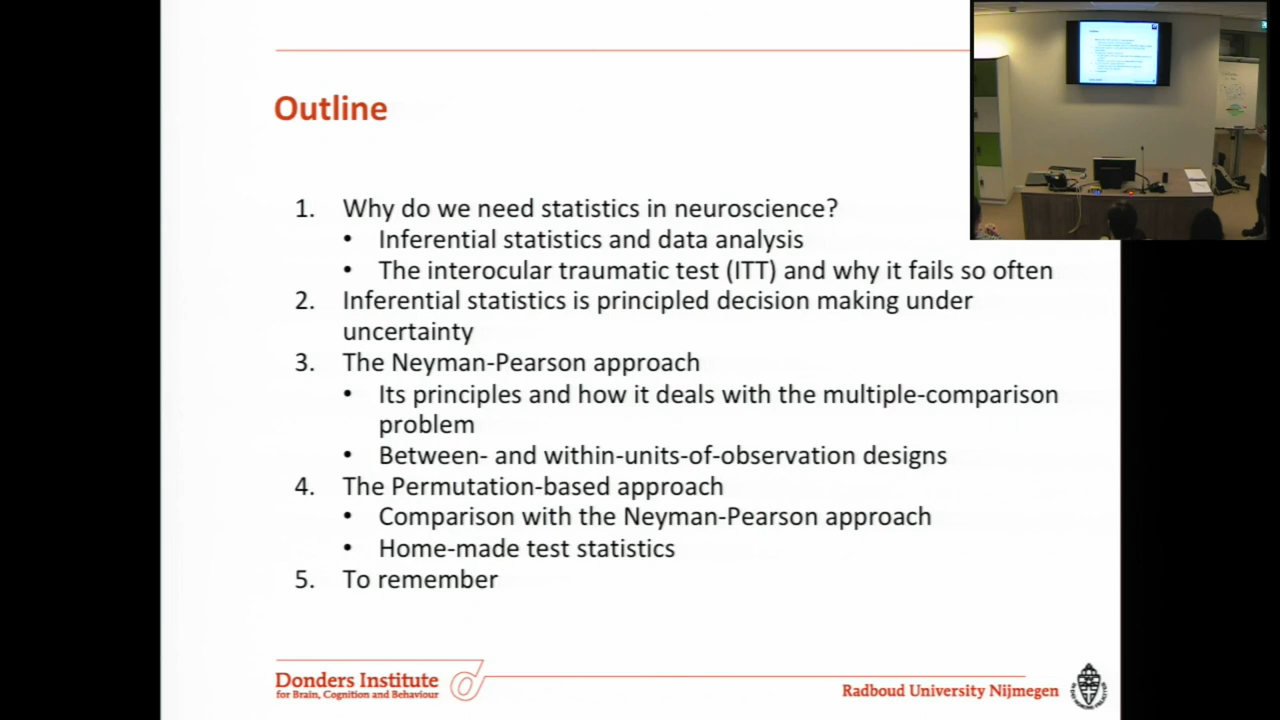 Outline
1. Why do we need statistics in neuroscience?
• Inferential statistics and data analysis
• The interocular traumatic test (ITT) and why it fails so often
2. Inferential statistics is principled decision making under
uncertainty
3. The Neyman-Pearson approach
• Its principles and how it deals with the multiple-comparison
problem
• Between- and within-units-of-observation designs
4. The Permutation-based approach
• Comparison with the Neyman-Pearson approach
• Home-made test statistics
5. To remember
Donders Institute
for Brain, Cognition and Behaviour
Radboud University Nijmegen